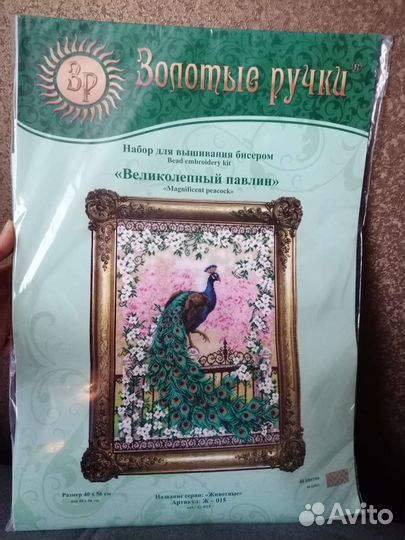 ЗР
Золотые ручки®
Набор для вышивания бисером
Bead embroidery kit
«Великолепный павлин»
«Magnificent peacock»
Размер 40 х 56 см
Название серии: «Животные»
Артикул: Ж - 015
Avito